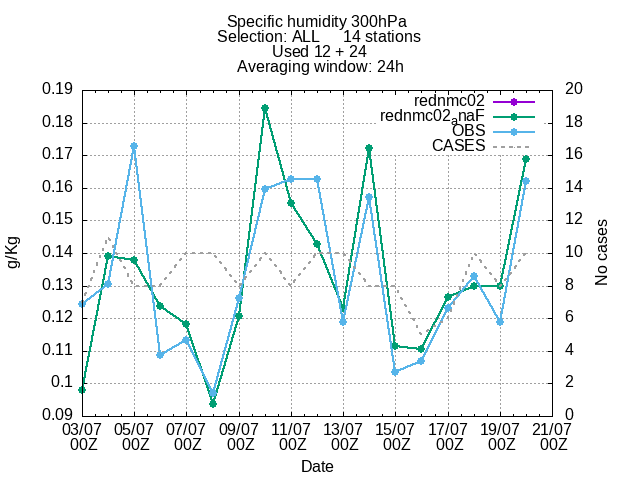 Specific humidity 300hPa
Selection: ALL 14 stations
Used 12 + 24
Averaging window: 24h
rednmc02
rednmc02anaF
OBS
CASES
g/Kg
0.19
0.18
0.17
0.16
0.15
0.14
0.13
0.12
0.11
0.1
0.09
20
18
16
14
12
10
8
6
4
2
0
No cases
03/07 05/07 07/07 09/07 11/07 13/07 15/07 17/07 19/07 21/07
00Z 00Z 00Z 00Z 00Z 00Z 00Z 00Z 00Z 00Z
Date